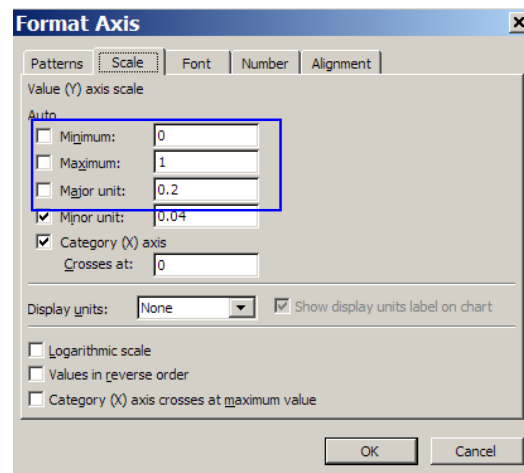 Format Axis
Patterns Scale Font Number Alignment
Value (Y) axis scale
Auto
Minimum: 0
Maximum: 1
Major unit: 0.2
Minor unit: 0.04
Category (X) axis
Crosses at: 0
Display units: None Show display units label on chart
Logarithmic scale
Values in reverse order
Category (X) axis crosses at maximum value
OK Cancel